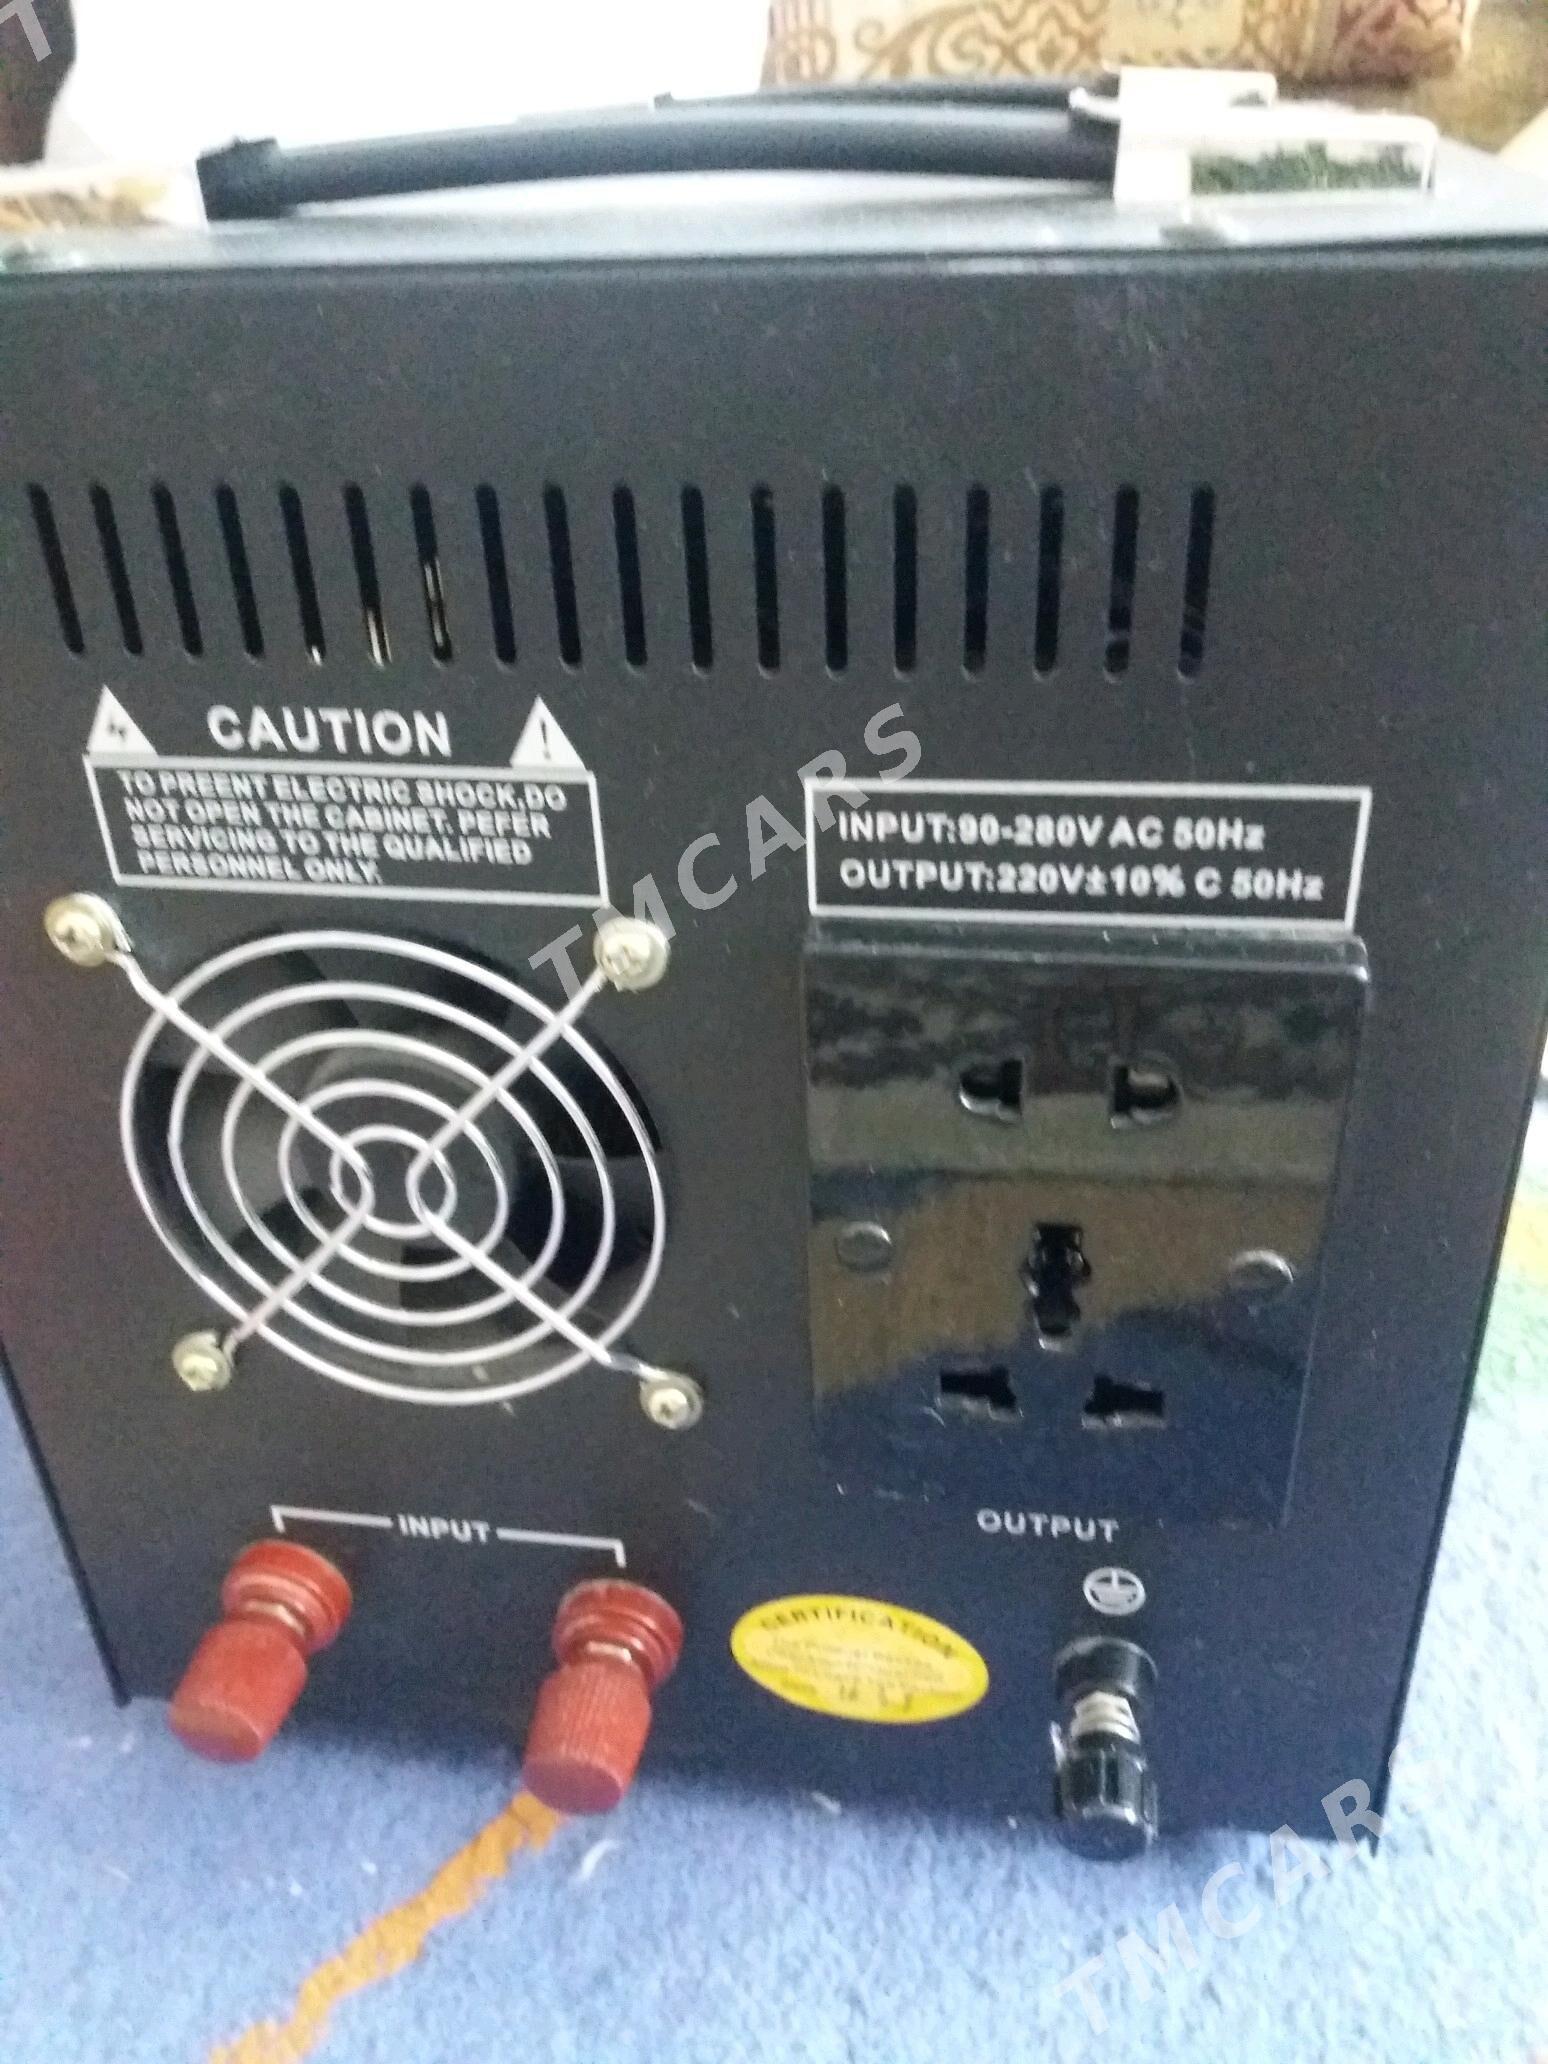 CAUTION
TO PREENT ELECTRIC SHOCK,DO
NOT OPEN THE CABINET. PEFER
SERVICING TO THE QUALIFIED
PERSONNEL ONLY.
INPUT:90-280V AC 50Hz
OUTPUT:220V±10% C 50Hz
TMCARS
INPUT
OUTPUT
CERTIFICATION
TMCARS